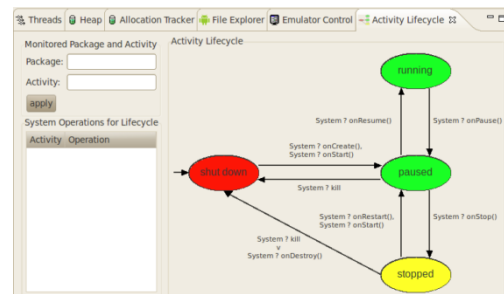 Threads Heap Allocation Tracker File Explorer Emulator Control Activity Lifecycle
Monitored Package and Activity
Package:
Activity:
apply
System Operations for Lifecycle
Activity Operation
Activity Lifecycle
running
System ? onResume()
System ? onPause()
System ? onCreate(),
System ? onStart()
shut down
paused
System ? kill
System ? onRestart(),
System ? onStart()
System ? onStop()
System ? kill
v
System ? onDestroy()
stopped